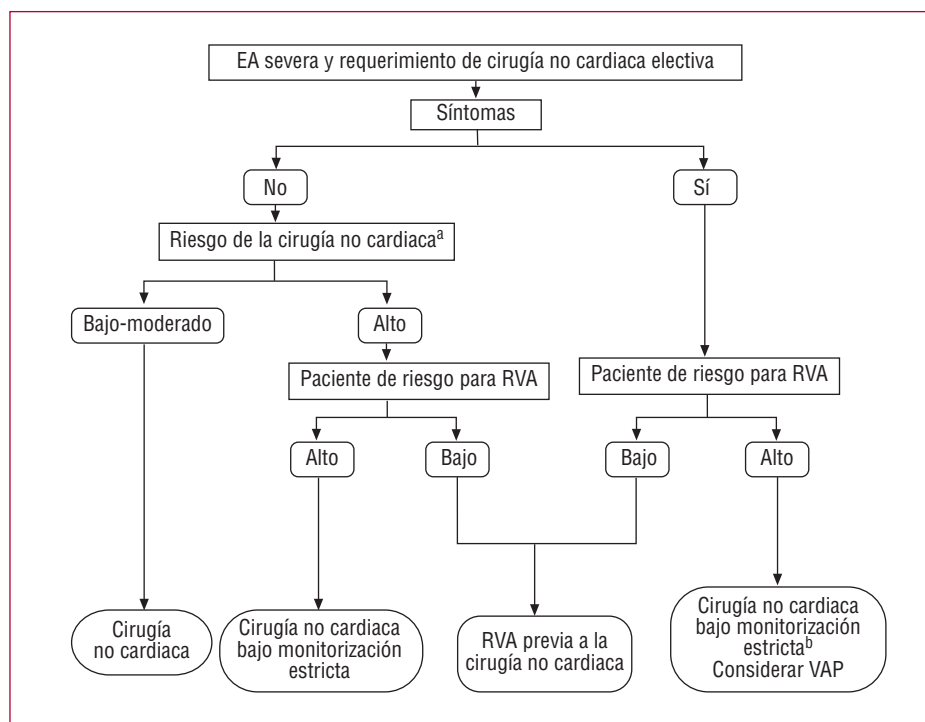 EA severa y requerimiento de cirugía no cardiaca electiva
Síntomas
No
Sí
Riesgo de la cirugía no cardiacaª
Bajo-moderado
Alto
Paciente de riesgo para RVA
Paciente de riesgo para RVA
Alto
Bajo
Bajo
Alto
Cirugía
no cardiaca
Cirugía no cardiaca
bajo monitorización
estricta
RVA previa a la
cirugía no cardiaca
Cirugía no cardiaca
bajo monitorización
estrictaᵇ
Considerar VAP